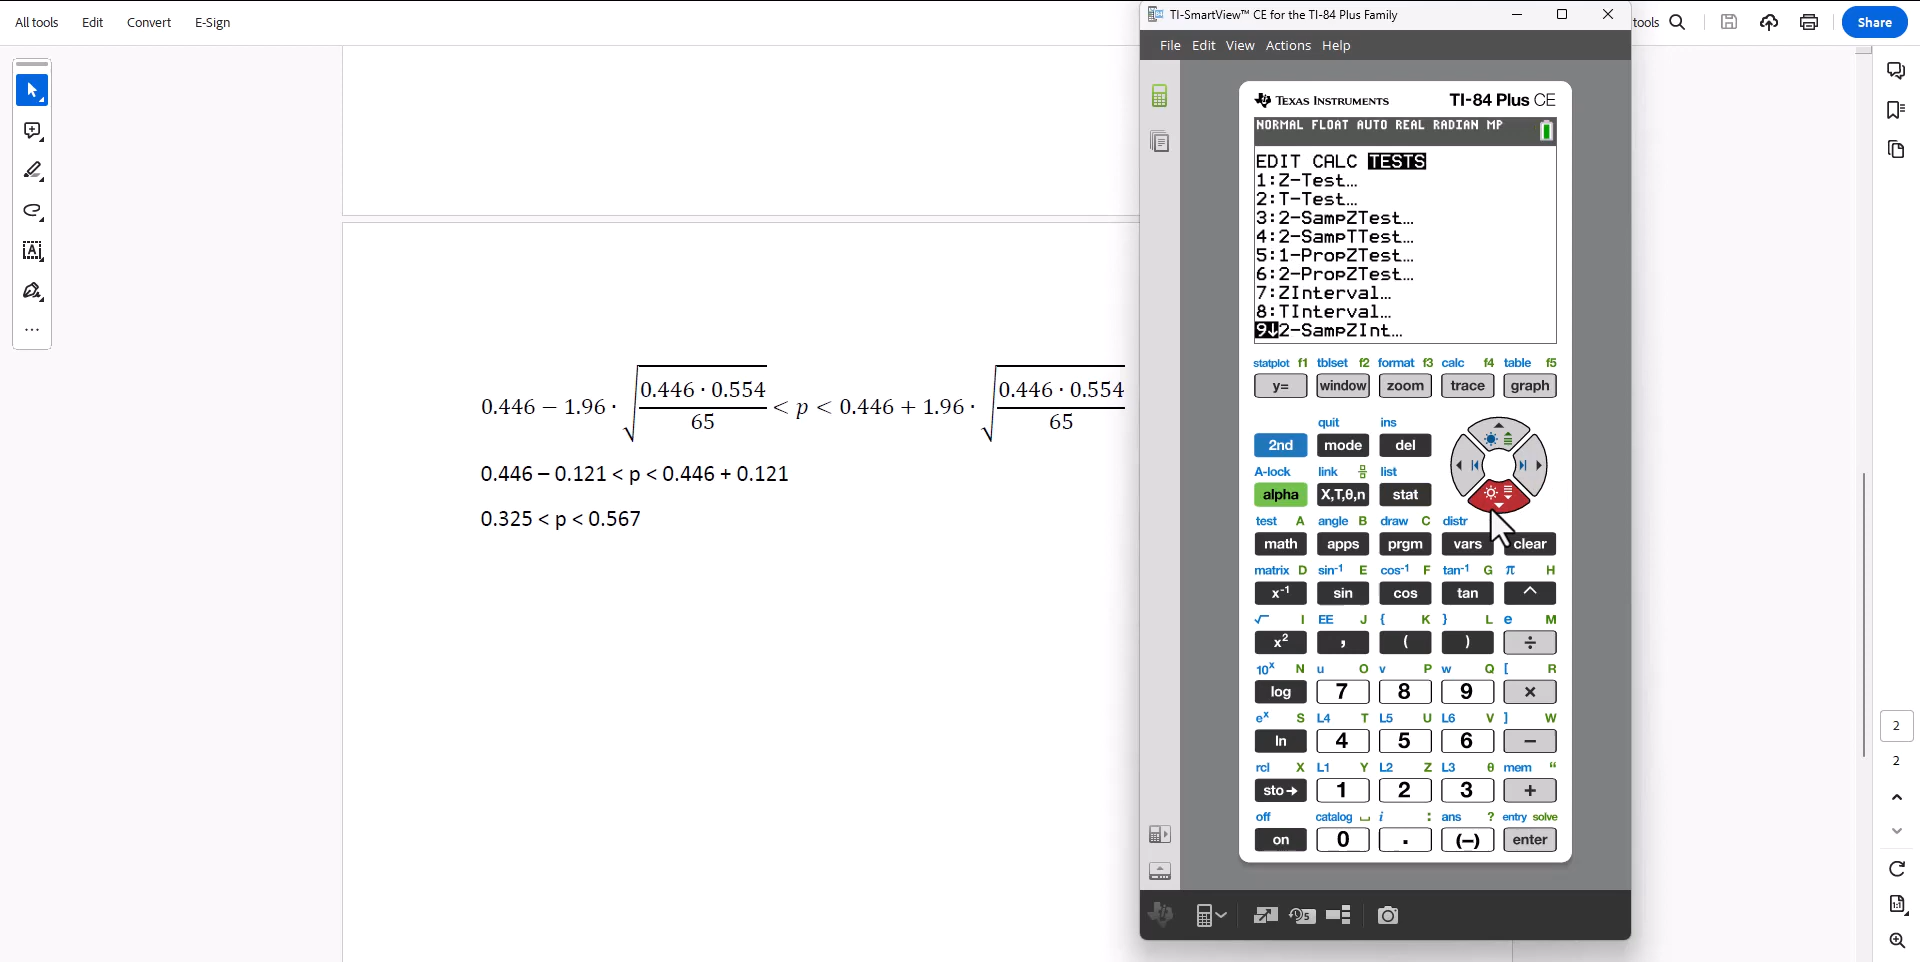 All tools Edit Convert E-Sign
tools Share
TI-SmartView™ CE for the TI-84 Plus Family
File Edit View Actions Help
TEXAS INSTRUMENTS TI-84 Plus CE
NORMAL FLOAT AUTO REAL RADIAN MP
EDIT CALC TESTS
1:Z-Test…
2:T-Test…
3:2-SampZTest…
4:2-SampTTest…
5:1-PropZTest…
6:2-PropZTest…
7:ZInterval…
8:TInterval…
9↓2-SampZInt…
0.446 − 1.96 · √(0.446 · 0.554 / 65) < p < 0.446 + 1.96 · √(0.446 · 0.554 / 65)
0.446 – 0.121 < p < 0.446 + 0.121
0.325 < p < 0.567
statplot f1 tblset f2 format f3 calc f4 table f5
y= window zoom trace graph
quit ins
2nd mode del
A-lock link list
alpha X,T,θ,n stat
test A angle B draw C distr
math apps prgm vars clear
matrix D sin⁻¹ E cos⁻¹ F tan⁻¹ G π H
x⁻¹ sin cos tan ^
√ I EE J { K } L e M
x² , ( ) ÷
10ˣ N u O v P w Q [ R
log 7 8 9 ×
eˣ S L4 T L5 U L6 V ] W
ln 4 5 6 −
rcl X L1 Y L2 Z L3 θ mem “
sto→ 1 2 3 +
off catalog ⎵ i : ans ? entry solve
on 0 . (−) enter
2
2